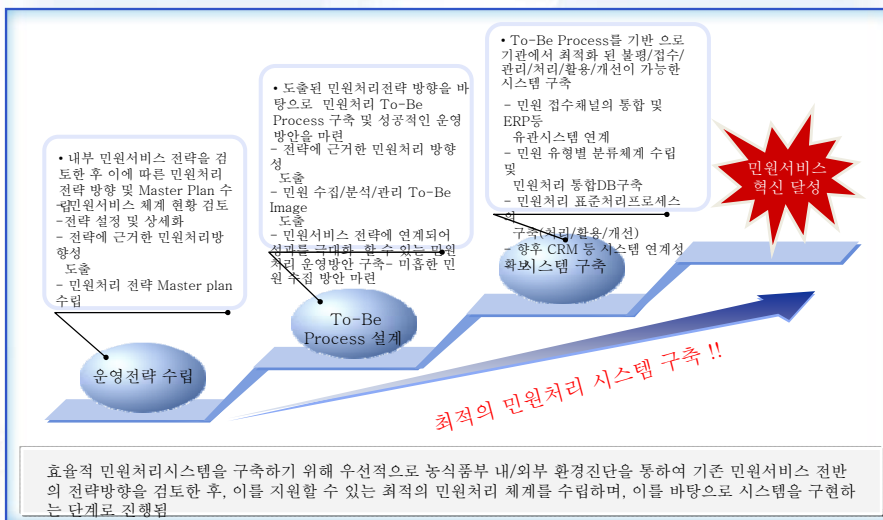 • 내부 민원서비스 전략을 검
토한 후 이에 따른 민원처리
전략 방향 및 Master Plan 수
립
- 민원서비스 체계 현황 검토
-전략 설정 및 상세화
- 전략에 근거한 민원처리방
향성
도출
- 민원처리 전략 Master plan
수립
운영전략 수립
• 도출된 민원처리전략 방향을 바
탕으로 민원처리 To-Be
Process 구축 및 성공적인 운영
방안을 마련
- 전략에 근거한 민원처리 방향
성
도출
- 민원 수집/분석/관리 To-Be
Image
도출
- 민원서비스 전략에 연계되어
성과를 극대화 할 수 있는 민원
처리 운영방안 구축- 미흡한 민
원 수집 방안 마련
To-Be
Process 설계
• To-Be Process를 기반 으로
기관에서 최적화 된 불평/접수/
관리/처리/활용/개선이 가능한
시스템 구축
- 민원 접수채널의 통합 및
ERP등
유관시스템 연계
- 민원 유형별 분류체계 수립
및
민원처리 통합DB구축
- 민원처리 표준처리프로세스
의
구축(처리/활용/개선)
- 향후 CRM 등 시스템 연계성
확보
시스템 구축
민원서비스
혁신 달성
최적의 민원처리 시스템 구축 !!
효율적 민원처리시스템을 구축하기 위해 우선적으로 농식품부 내/외부 환경진단을 통하여 기존 민원서비스 전반
의 전략방향을 검토한 후, 이를 지원할 수 있는 최적의 민원처리 체계를 수립하며, 이를 바탕으로 시스템을 구현하
는 단계로 진행됨